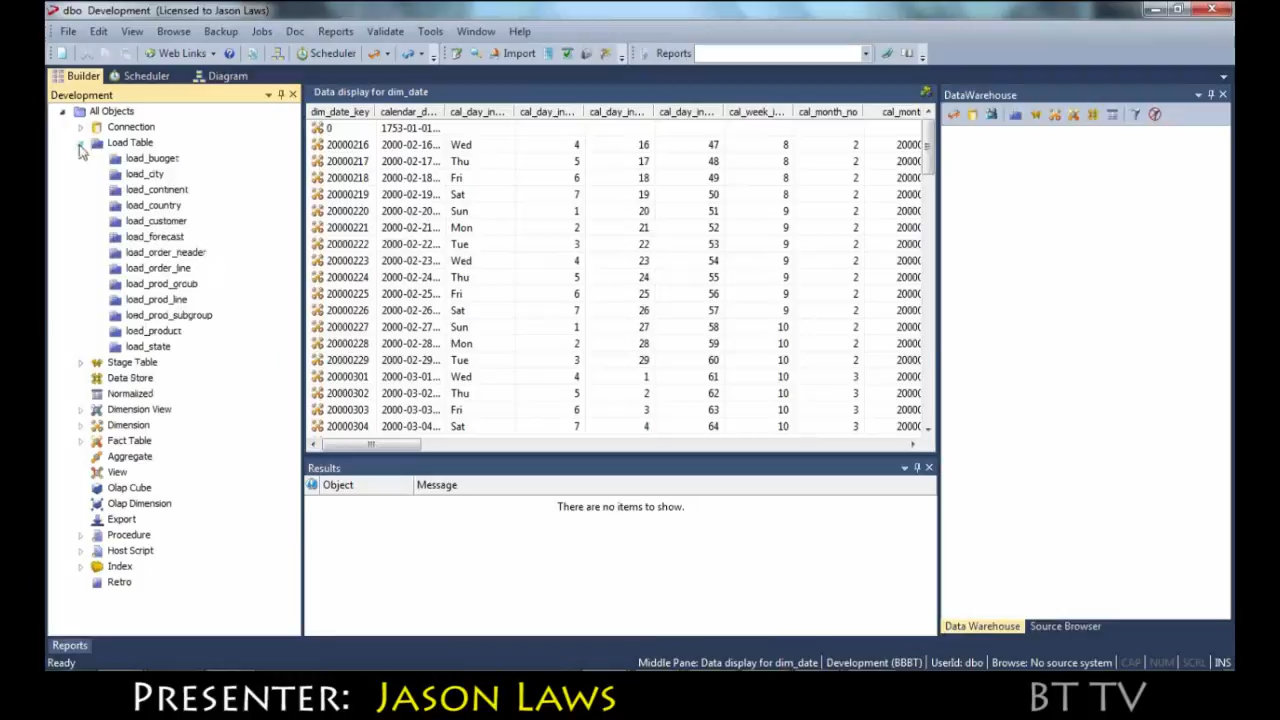 dbo Development (Licensed to Jason Laws)
File Edit View Browse Backup Jobs Doc Reports Validate Tools Window Help
Web Links Scheduler Import Reports
Builder Scheduler Diagram
Development
All Objects
Connection
Load Table
load_budget
load_city
load_continent
load_country
load_customer
load_forecast
load_order_header
load_order_line
load_prod_group
load_prod_line
load_prod_subgroup
load_product
load_state
Stage Table
Data Store
Normalized
Dimension View
Dimension
Fact Table
Aggregate
View
Olap Cube
Olap Dimension
Export
Procedure
Host Script
Index
Retro
Data display for dim_date
dim_date_key calendar_d... cal_day_in... cal_day_in... cal_day_in... cal_day_in... cal_week_i... cal_month_no cal_mont
0 1753-01-01...
20000216 2000-02-16... Wed 4 16 47 8 2 2000(
20000217 2000-02-17... Thu 5 17 48 8 2 2000(
20000218 2000-02-18... Fri 6 18 49 8 2 2000(
20000219 2000-02-19... Sat 7 19 50 8 2 2000(
20000220 2000-02-20... Sun 1 20 51 9 2 2000(
20000221 2000-02-21... Mon 2 21 52 9 2 2000(
20000222 2000-02-22... Tue 3 22 53 9 2 2000(
20000223 2000-02-23... Wed 4 23 54 9 2 2000(
20000224 2000-02-24... Thu 5 24 55 9 2 2000(
20000225 2000-02-25... Fri 6 25 56 9 2 2000(
20000226 2000-02-26... Sat 7 26 57 9 2 2000(
20000227 2000-02-27... Sun 1 27 58 10 2 2000(
20000228 2000-02-28... Mon 2 28 59 10 2 2000(
20000229 2000-02-29... Tue 3 29 60 10 2 2000(
20000301 2000-03-01... Wed 4 1 61 10 3 2000(
20000302 2000-03-02... Thu 5 2 62 10 3 2000(
20000303 2000-03-03... Fri 6 3 63 10 3 2000(
20000304 2000-03-04... Sat 7 4 64 10 3 2000(
Results
Object Message
There are no items to show.
DataWarehouse
Data Warehouse Source Browser
Reports
Ready Middle Pane: Data display for dim_date Development (BBBT) UserId: dbo Browse: No source system CAP NUM SCRL INS
Presenter: Jason Laws BT TV